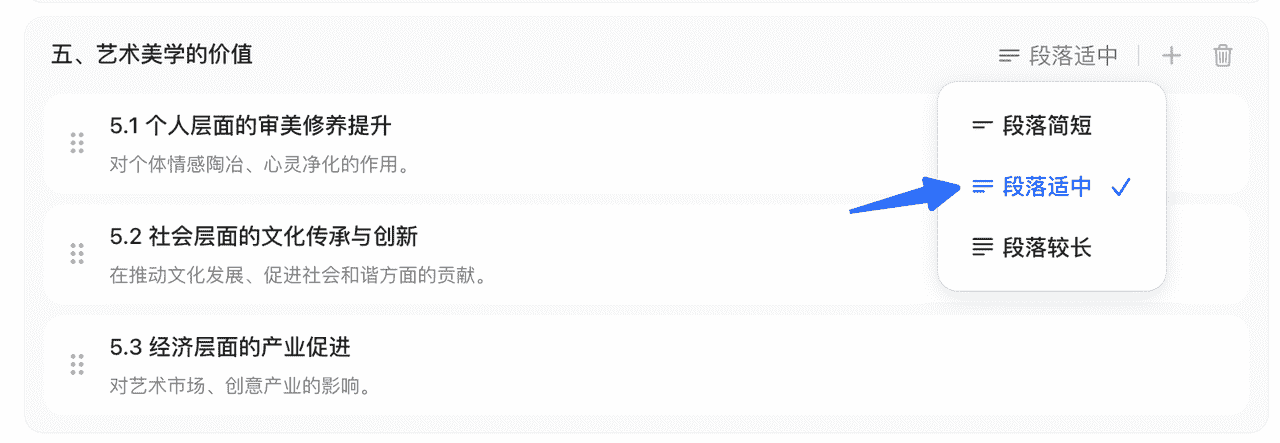 五、艺术美学的价值
段落适中
5.1 个人层面的审美修养提升
对个体情感陶冶、心灵净化的作用。
段落简短
段落适中
5.2 社会层面的文化传承与创新
在推动文化发展、促进社会和谐方面的贡献。
段落较长
5.3 经济层面的产业促进
对艺术市场、创意产业的影响。